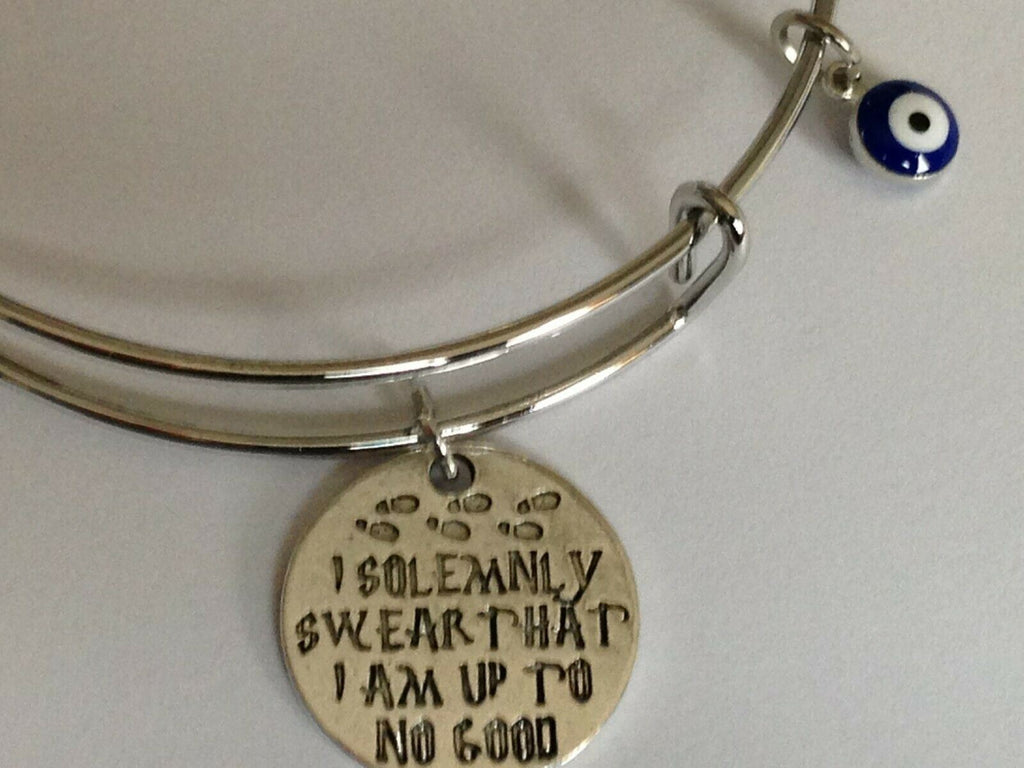 I SOLEMNLY
SWEAR THAT
I AM UP TO
NO GOOD